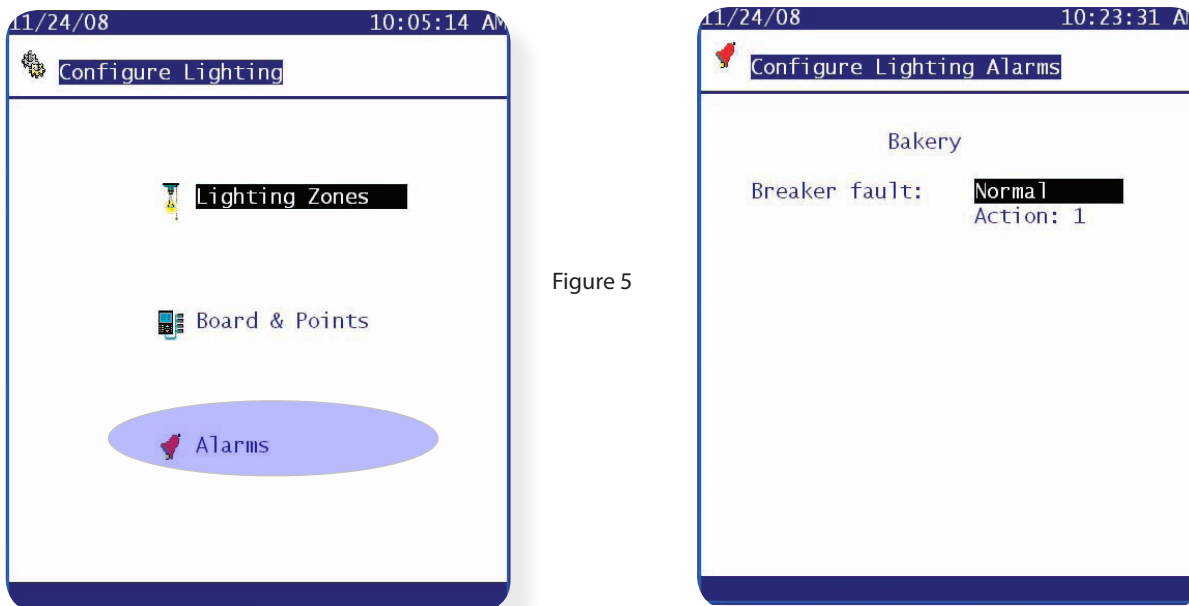 11/24/08 10:05:14 AM
Configure Lighting
Lighting Zones
Board & Points
Alarms
Figure 5
11/24/08 10:23:31 AM
Configure Lighting Alarms
Bakery
Breaker fault: Normal
Action: 1